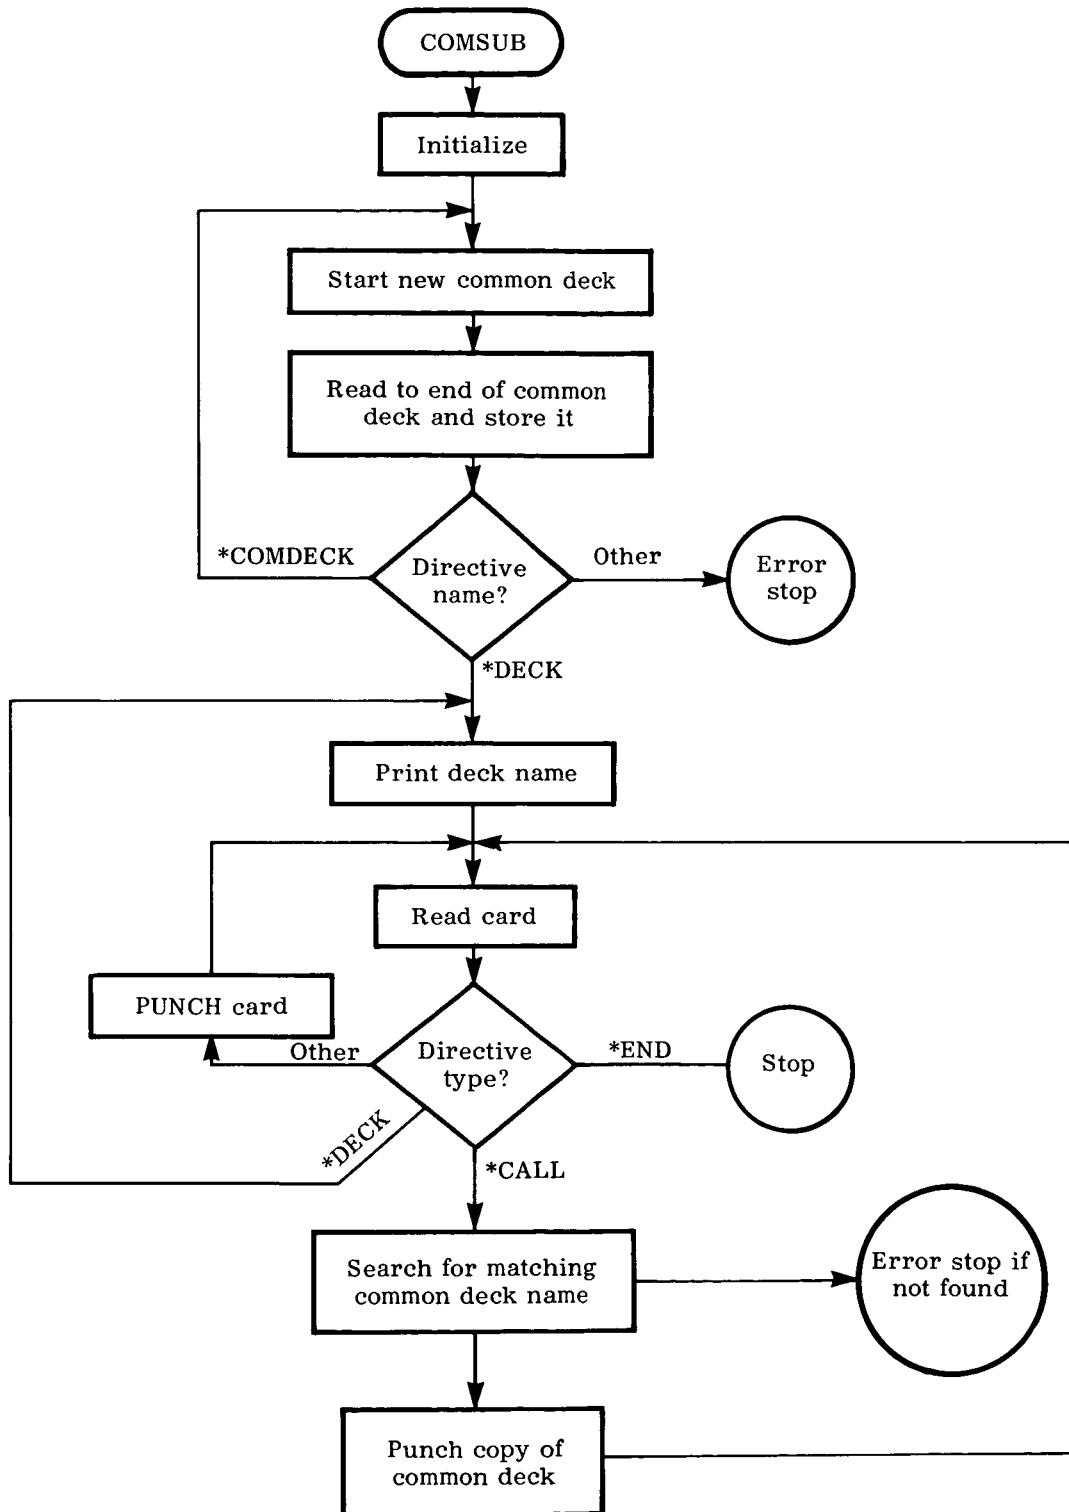 COMSUB
Initialize
Start new common deck
Read to end of common
deck and store it
*COMDECK
Directive
name?
Other
Error
stop
*DECK
Print deck name
Read card
PUNCH card
Other
Directive
type?
*END
Stop
*DECK
*CALL
Search for matching
common deck name
Error stop if
not found
Punch copy of
common deck